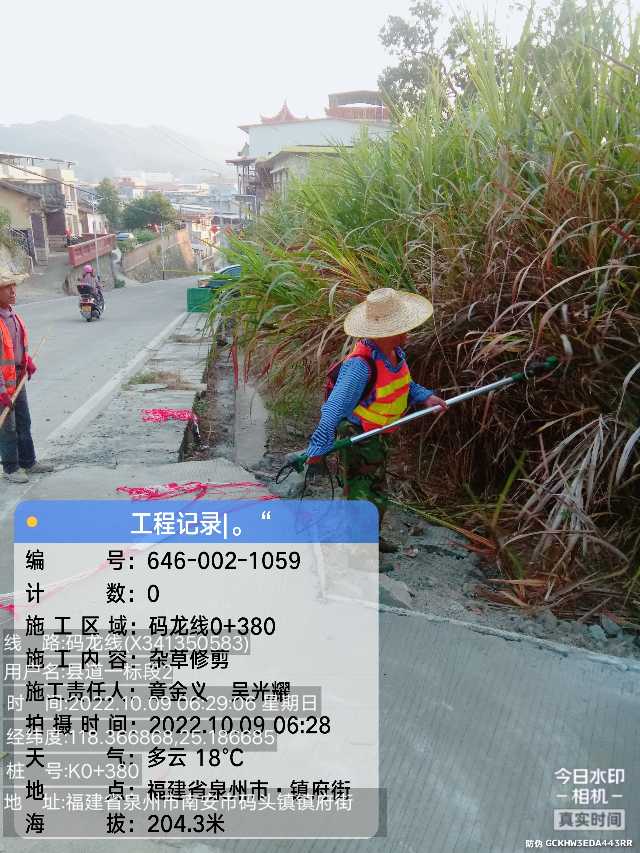 工程记录|。“
编 号：646-002-1059
计 数：0
施工区域：码龙线0+380
线 路:码龙线(X341350583)
施工内容：杂草修剪
用户名:县道一标段2
施工责任人：章金义 吴光耀
时 间:2022.10.09 06:29:06 星期日
拍摄时间：2022.10.09 06:28
经纬度:118.366868,25.186685
天 气：多云 18℃
桩 号:K0+380
地 点：福建省泉州市·镇府街
地 址:福建省泉州市南安市码头镇镇府街
海 拔：204.3米
今日水印
-相机-
真实时间
防伪 GCKHW3EDA443RR